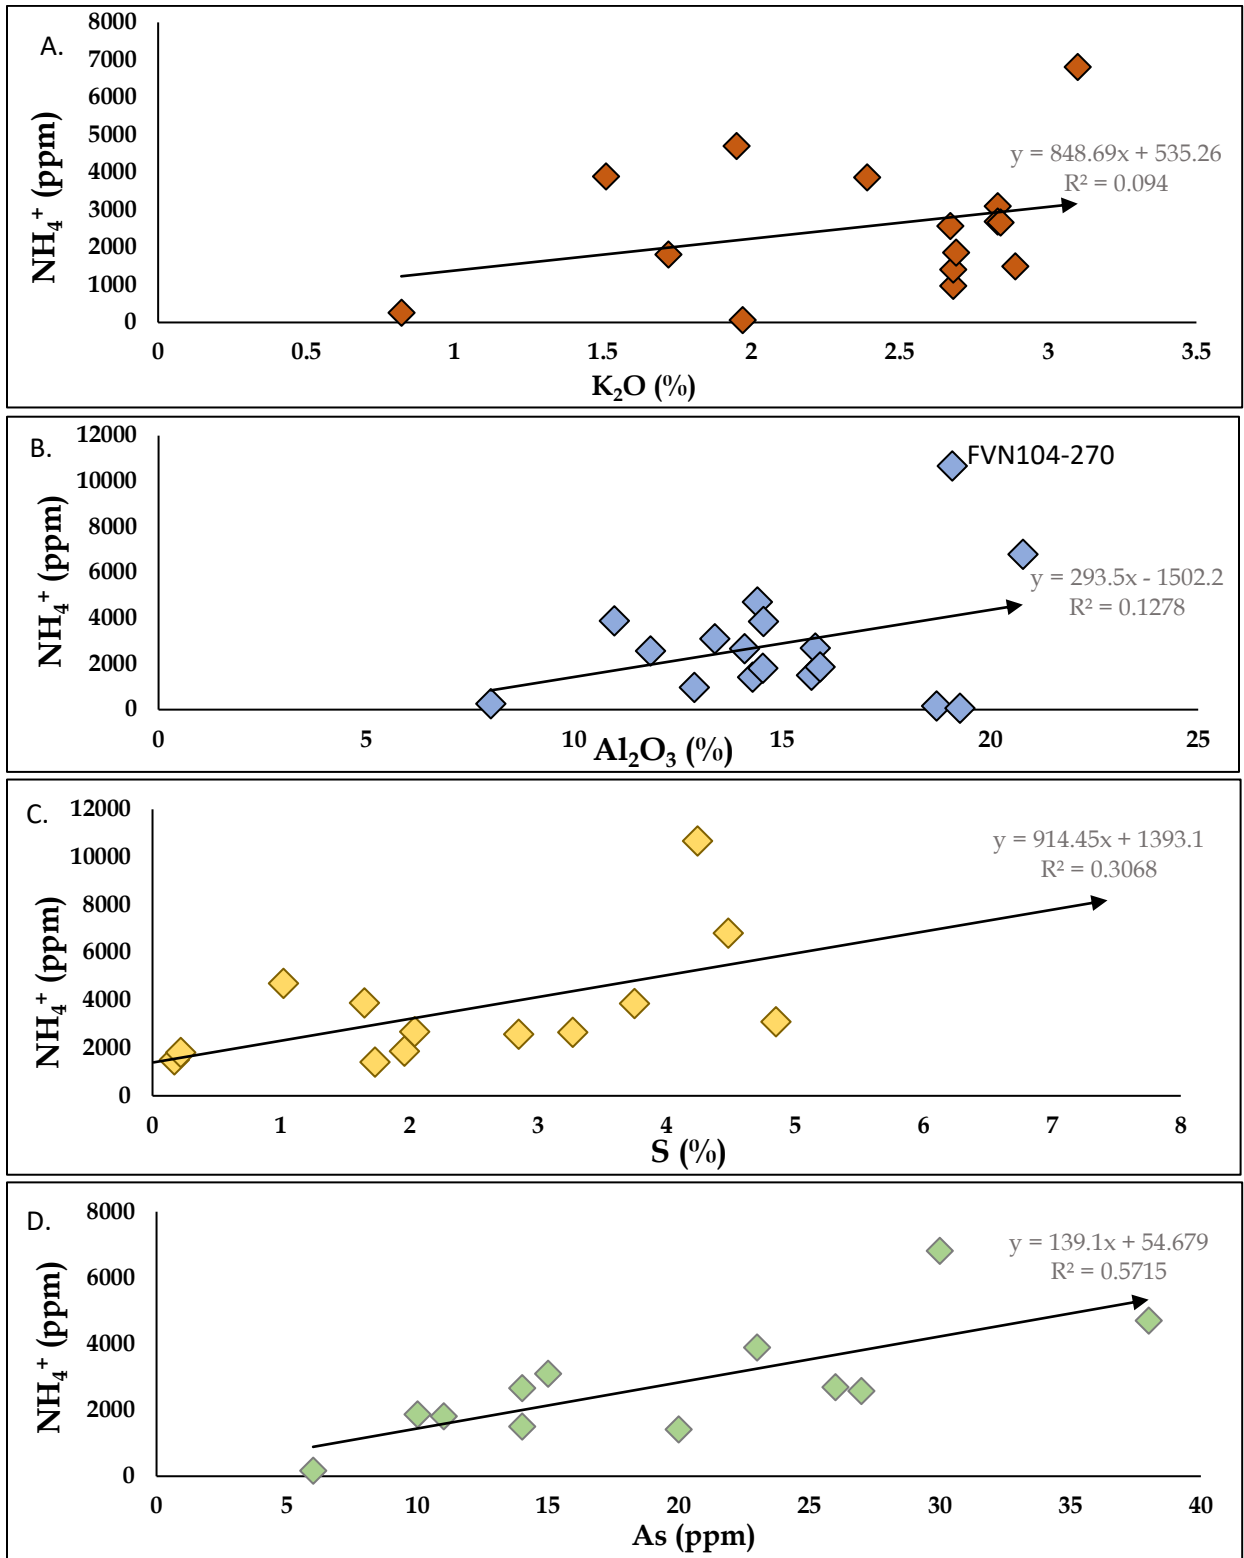 A.
8000
7000
6000
5000
4000
3000
2000
1000
0
NH₄⁺ (ppm)
y = 848.69x + 535.26
R² = 0.094
0 0.5 1 1.5 2 2.5 3 3.5
K₂O (%)
B.
12000
10000
8000
6000
4000
2000
0
NH₄⁺ (ppm)
FVN104-270
y = 293.5x - 1502.2
R² = 0.1278
0 5 10 15 20 25
Al₂O₃ (%)
C.
12000
10000
8000
6000
4000
2000
0
NH₄⁺ (ppm)
y = 914.45x + 1393.1
R² = 0.3068
0 1 2 3 4 5 6 7 8
S (%)
D.
8000
6000
4000
2000
0
NH₄⁺ (ppm)
y = 139.1x + 54.679
R² = 0.5715
0 5 10 15 20 25 30 35 40
As (ppm)